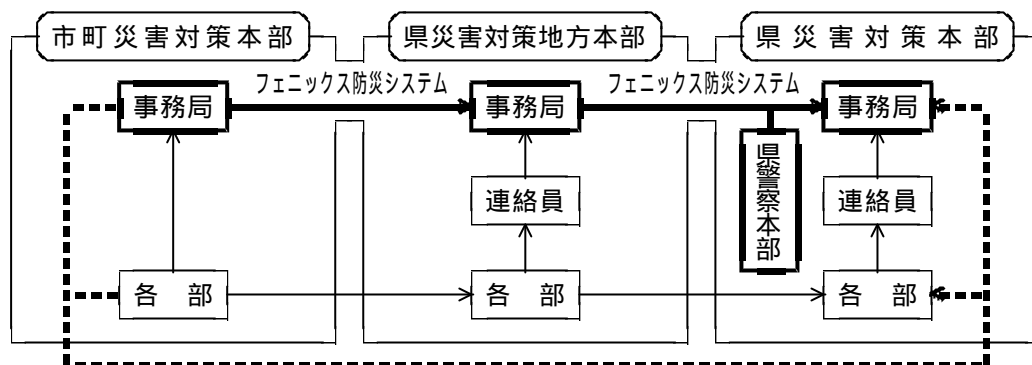 市町災害対策本部
県災害対策地方本部
県災害対策本部
フェニックス防災システム
フェニックス防災システム
事務局
事務局
事務局
県警察本部
連絡員
連絡員
各 部
各 部
各 部